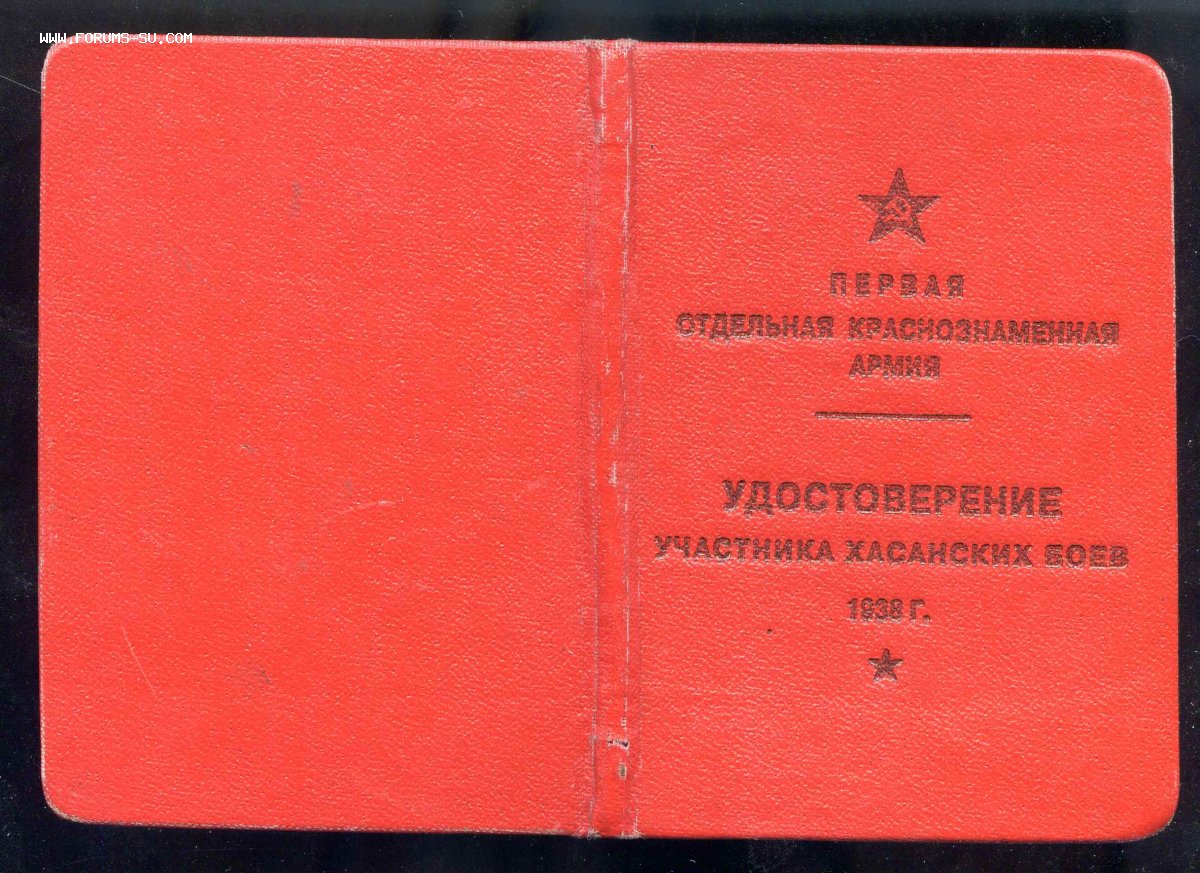 WWW.FORUMS-SU.COM
ПЕРВАЯ
ОТДЕЛЬНАЯ КРАСНОЗНАМЕННАЯ
АРМИЯ
УДОСТОВЕРЕНИЕ
УЧАСТНИКА ХАСАНСКИХ БОЕВ
1938 Г.